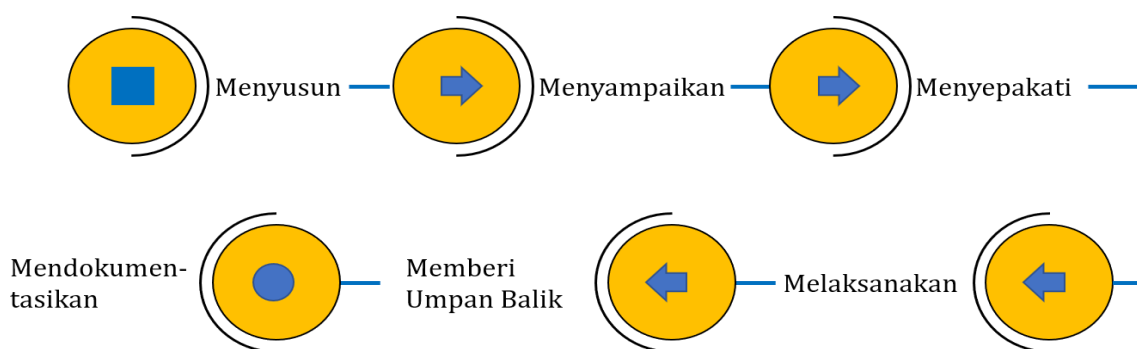 Menyusun
Menyampaikan
Menyepakati
Mendokumen-
tasikan
Memberi
Umpan Balik
Melaksanakan